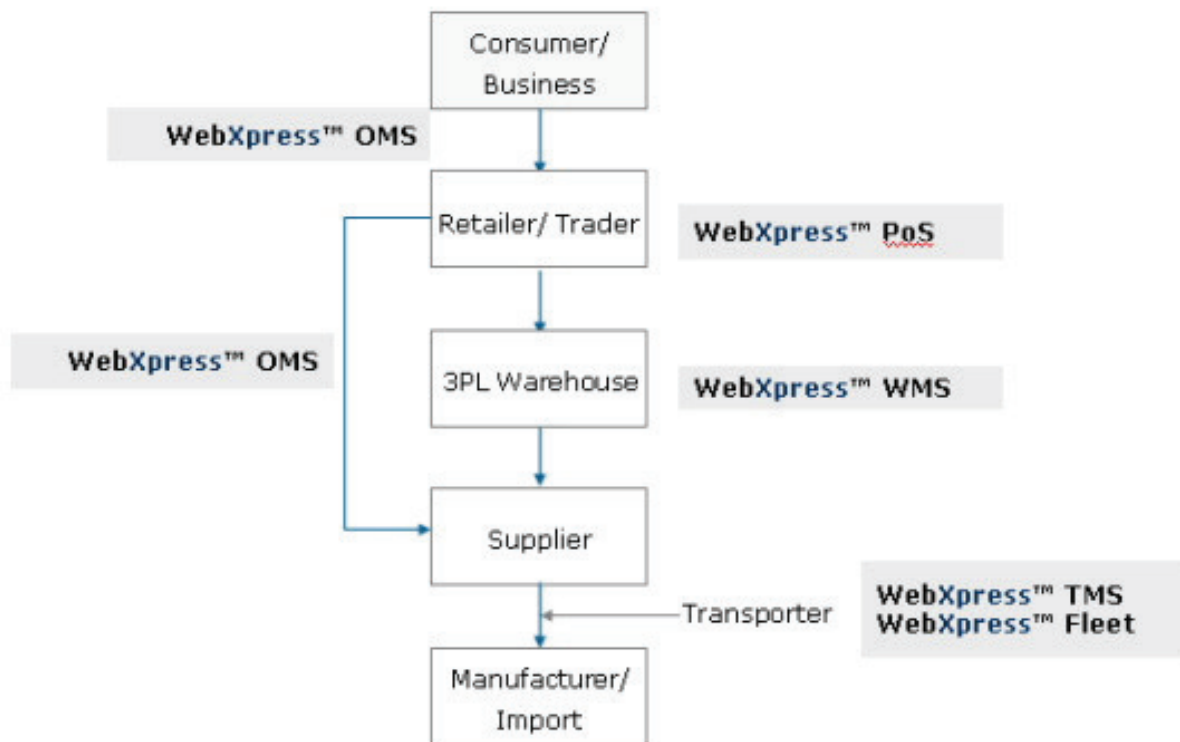 Consumer/
Business
WebXpress™ OMS
Retailer/ Trader
WebXpress™ PoS
WebXpress™ OMS
3PL Warehouse
WebXpress™ WMS
Supplier
Transporter
WebXpress™ TMS
WebXpress™ Fleet
Manufacturer/
Import